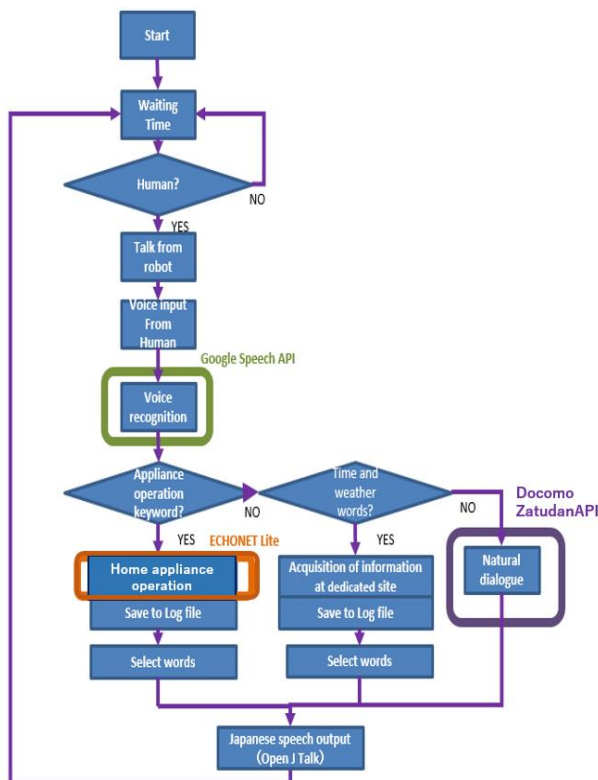 Start
Waiting
Time
Human?
NO
YES
Talk from
robot
Voice input
From
Human
Google Speech API
Voice
recognition
Appliance
operation
keyword?
NO
Time and
weather
words?
NO
Docomo
ZatudanAPI
YES
ECHONET Lite
YES
Home appliance
operation
Acquisition of information
at dedicated site
Natural
dialogue
Save to Log file
Save to Log file
Select words
Select words
Japanese speech output
(Open J Talk)